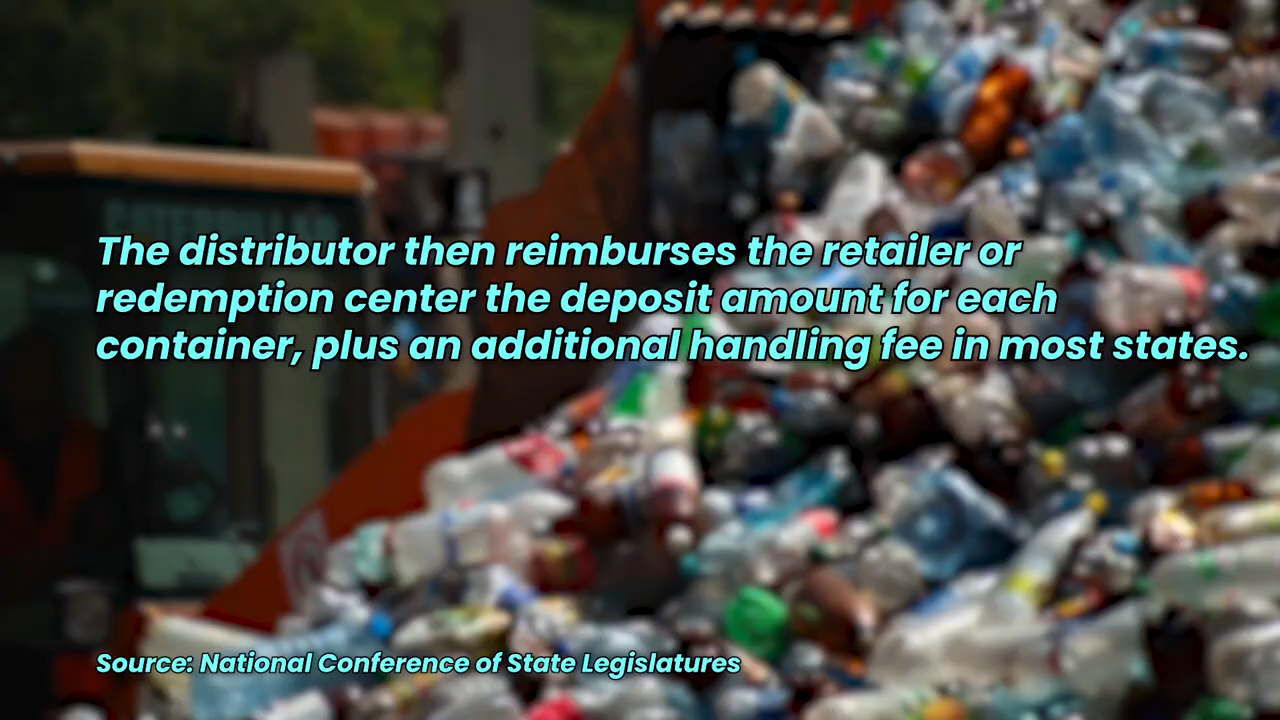 The distributor then reimburses the retailer or
redemption center the deposit amount for each
container, plus an additional handling fee in most states.
Source: National Conference of State Legislatures